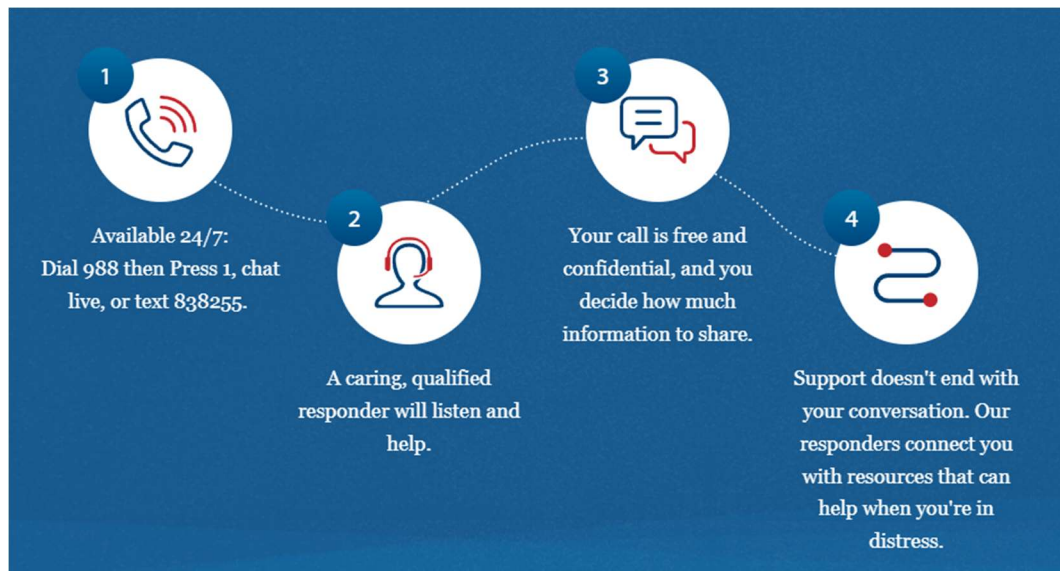 1
Available 24/7:
Dial 988 then Press 1, chat
live, or text 838255.
2
A caring, qualified
responder will listen and
help.
3
Your call is free and
confidential, and you
decide how much
information to share.
4
Support doesn't end with
your conversation. Our
responders connect you
with resources that can
help when you're in
distress.